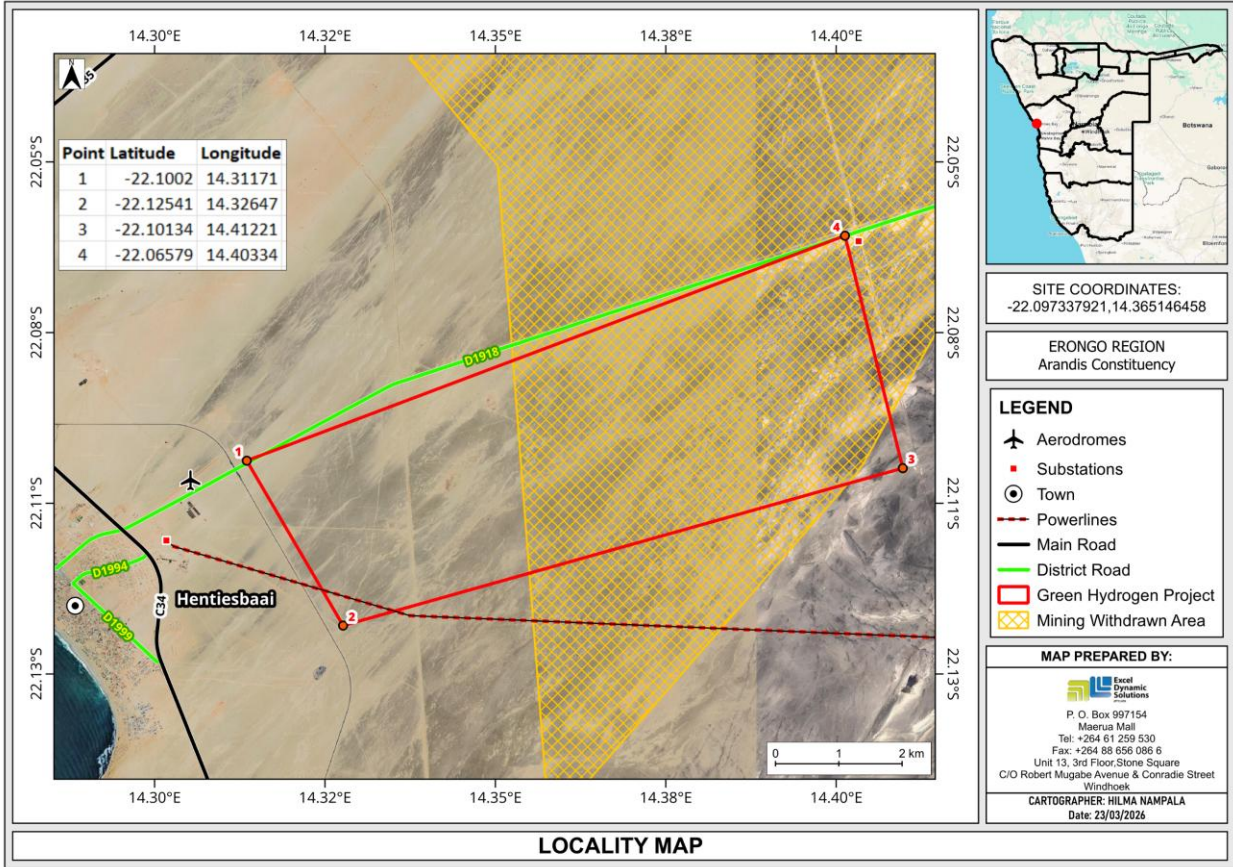 14.30°E 14.32°E 14.35°E 14.38°E 14.40°E
N
35
Point Latitude Longitude
1 -22.1002 14.31171
2 -22.12541 14.32647
3 -22.10134 14.41221
4 -22.06579 14.40334
22.05°S 22.05°S
22.08°S 22.08°S
22.11°S 22.11°S
22.13°S 22.13°S
4
D1918
1
3
D1994
C34
Hentiesbaai
2
D1999
0 1 2 km
14.30°E 14.32°E 14.35°E 14.38°E 14.40°E
LOCALITY MAP
Botswana
SITE COORDINATES:
-22.097337921,14.365146458
ERONGO REGION
Arandis Constituency
LEGEND
Aerodromes
Substations
Town
Powerlines
Main Road
District Road
Green Hydrogen Project
Mining Withdrawn Area
MAP PREPARED BY:
Excel
Dynamic
Solutions
P. O. Box 997154
Maerua Mall
Tel: +264 61 259 530
Fax: +264 88 656 086 6
Unit 13, 3rd Floor,Stone Square
C/O Robert Mugabe Avenue & Conradie Street
Windhoek
CARTOGRAPHER: HILMA NAMPALA
Date: 23/03/2026